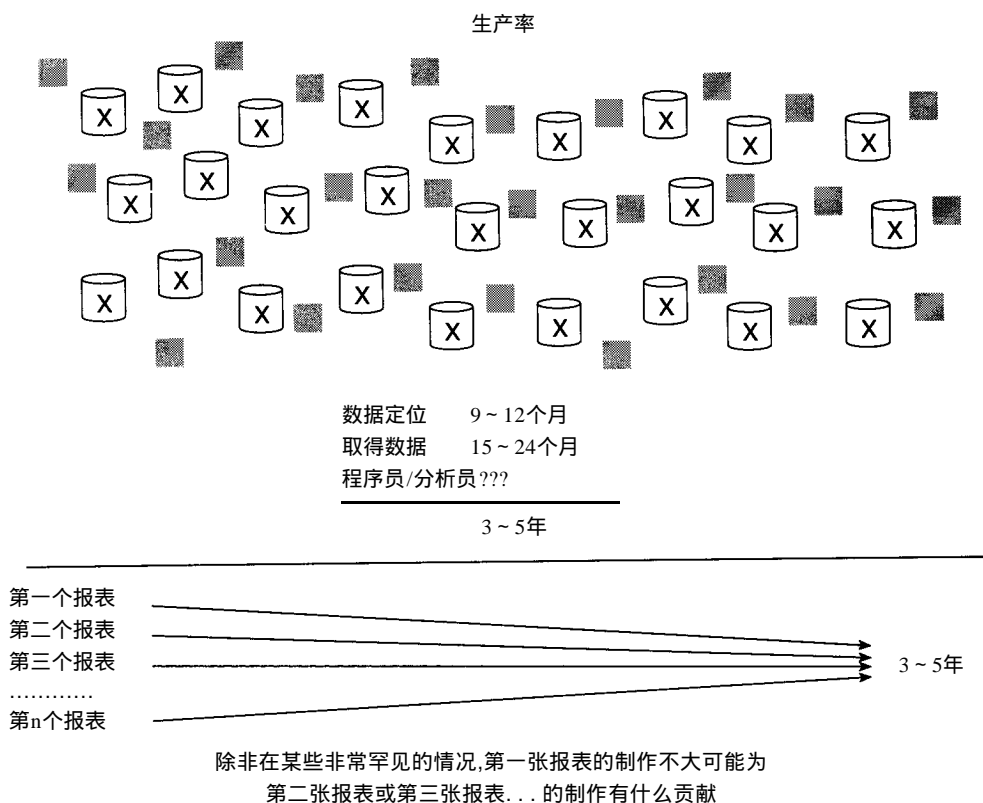 生产率
X X X X X X X X X
X X X X X X X X X
X X X X X X X X X
数据定位 9~12个月
取得数据 15~24个月
程序员/分析员???
3~5年
第一个报表
第二个报表
第三个报表
…………
第n个报表
3~5年
除非在某些非常罕见的情况,第一张报表的制作不大可能为
第二张报表或第三张报表. . . 的制作有什么贡献